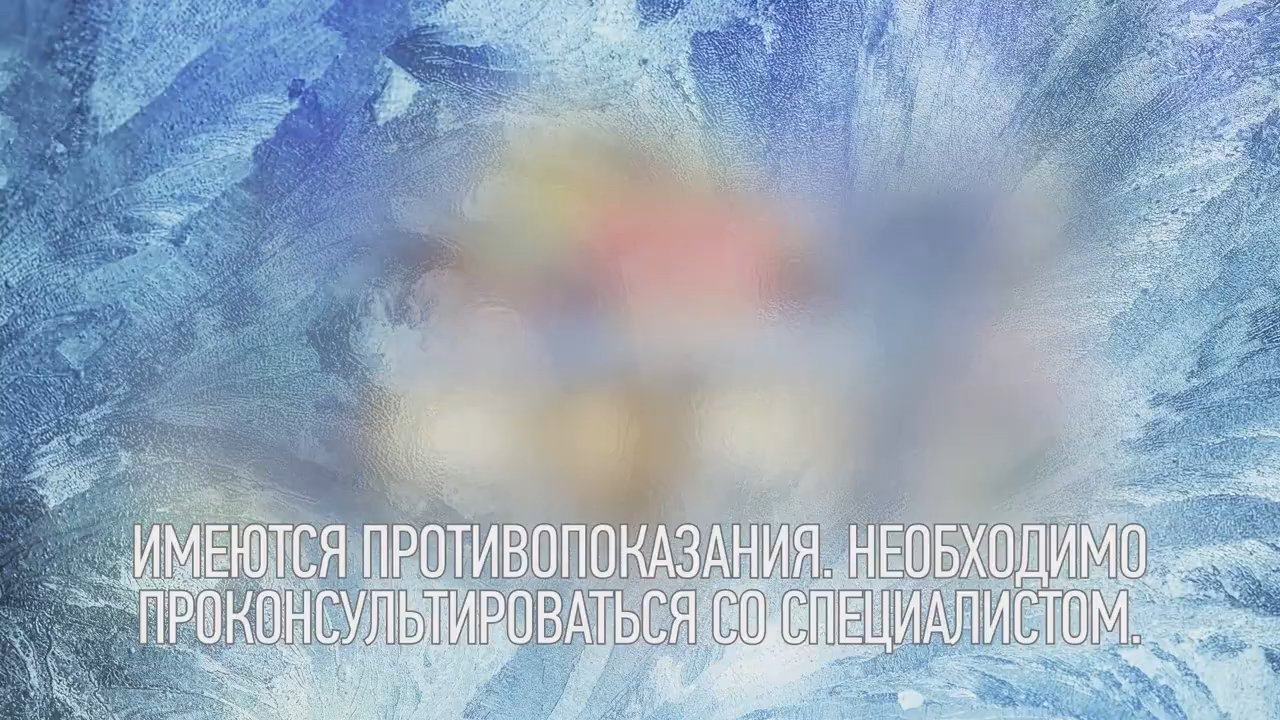 ИМЕЮТСЯ ПРОТИВОПОКАЗАНИЯ. НЕОБХОДИМО
ПРОКОНСУЛЬТИРОВАТЬСЯ СО СПЕЦИАЛИСТОМ.